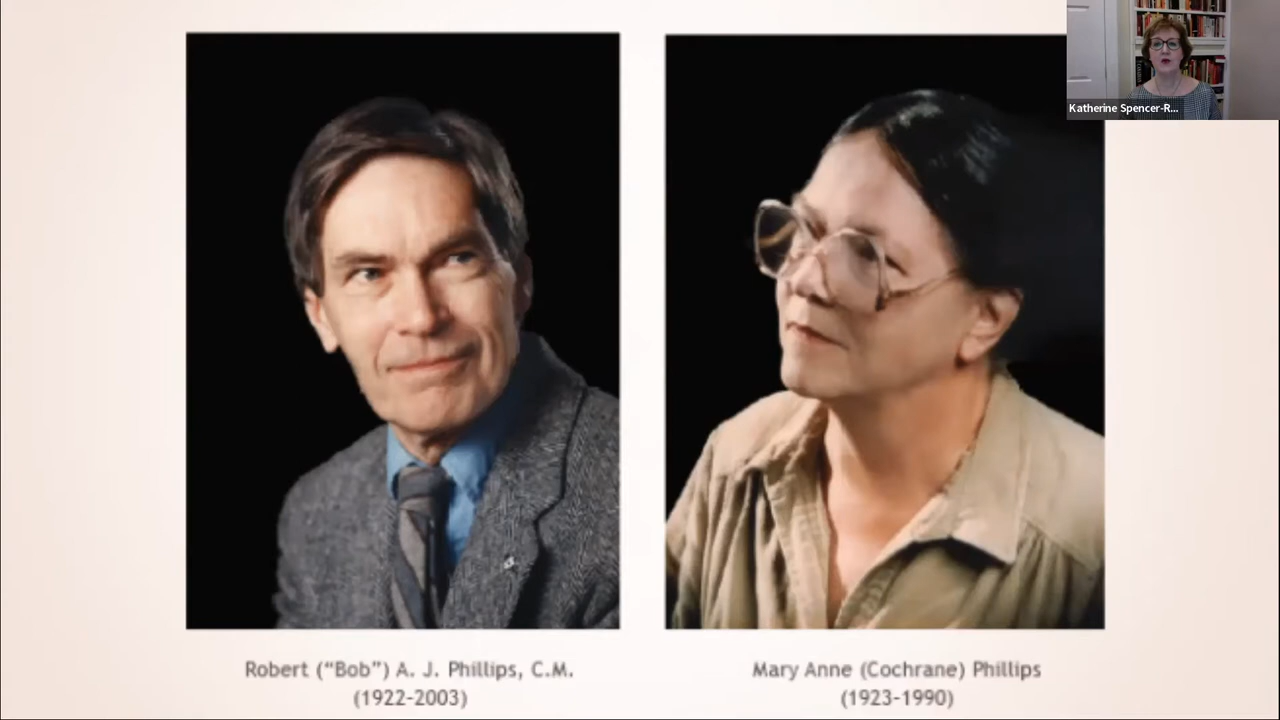 Katherine Spencer-R...
Robert (“Bob”) A. J. Phillips, C.M.
(1922-2003)
Mary Anne (Cochrane) Phillips
(1923-1990)